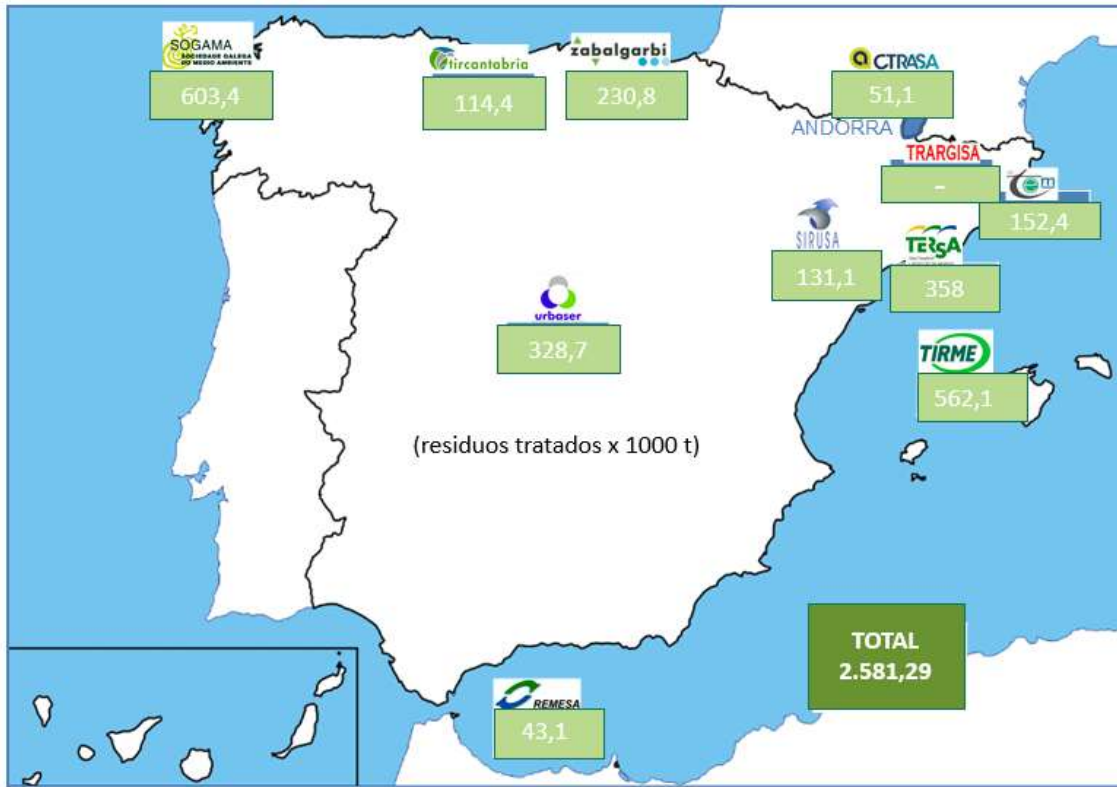 SOGAMA
SOCIEDADE GALEGA
DO MEDIO AMBIENTE
603,4
tircantabria
114,4
zabalgarbi
230,8
CTRASA
51,1
ANDORRA
TRARGISA
-
tem
152,4
SIRUSA
131,1
TERSA
358
urbaser
328,7
TIRME
562,1
(residuos tratados x 1000 t)
TOTAL
2.581,29
REMESA
43,1